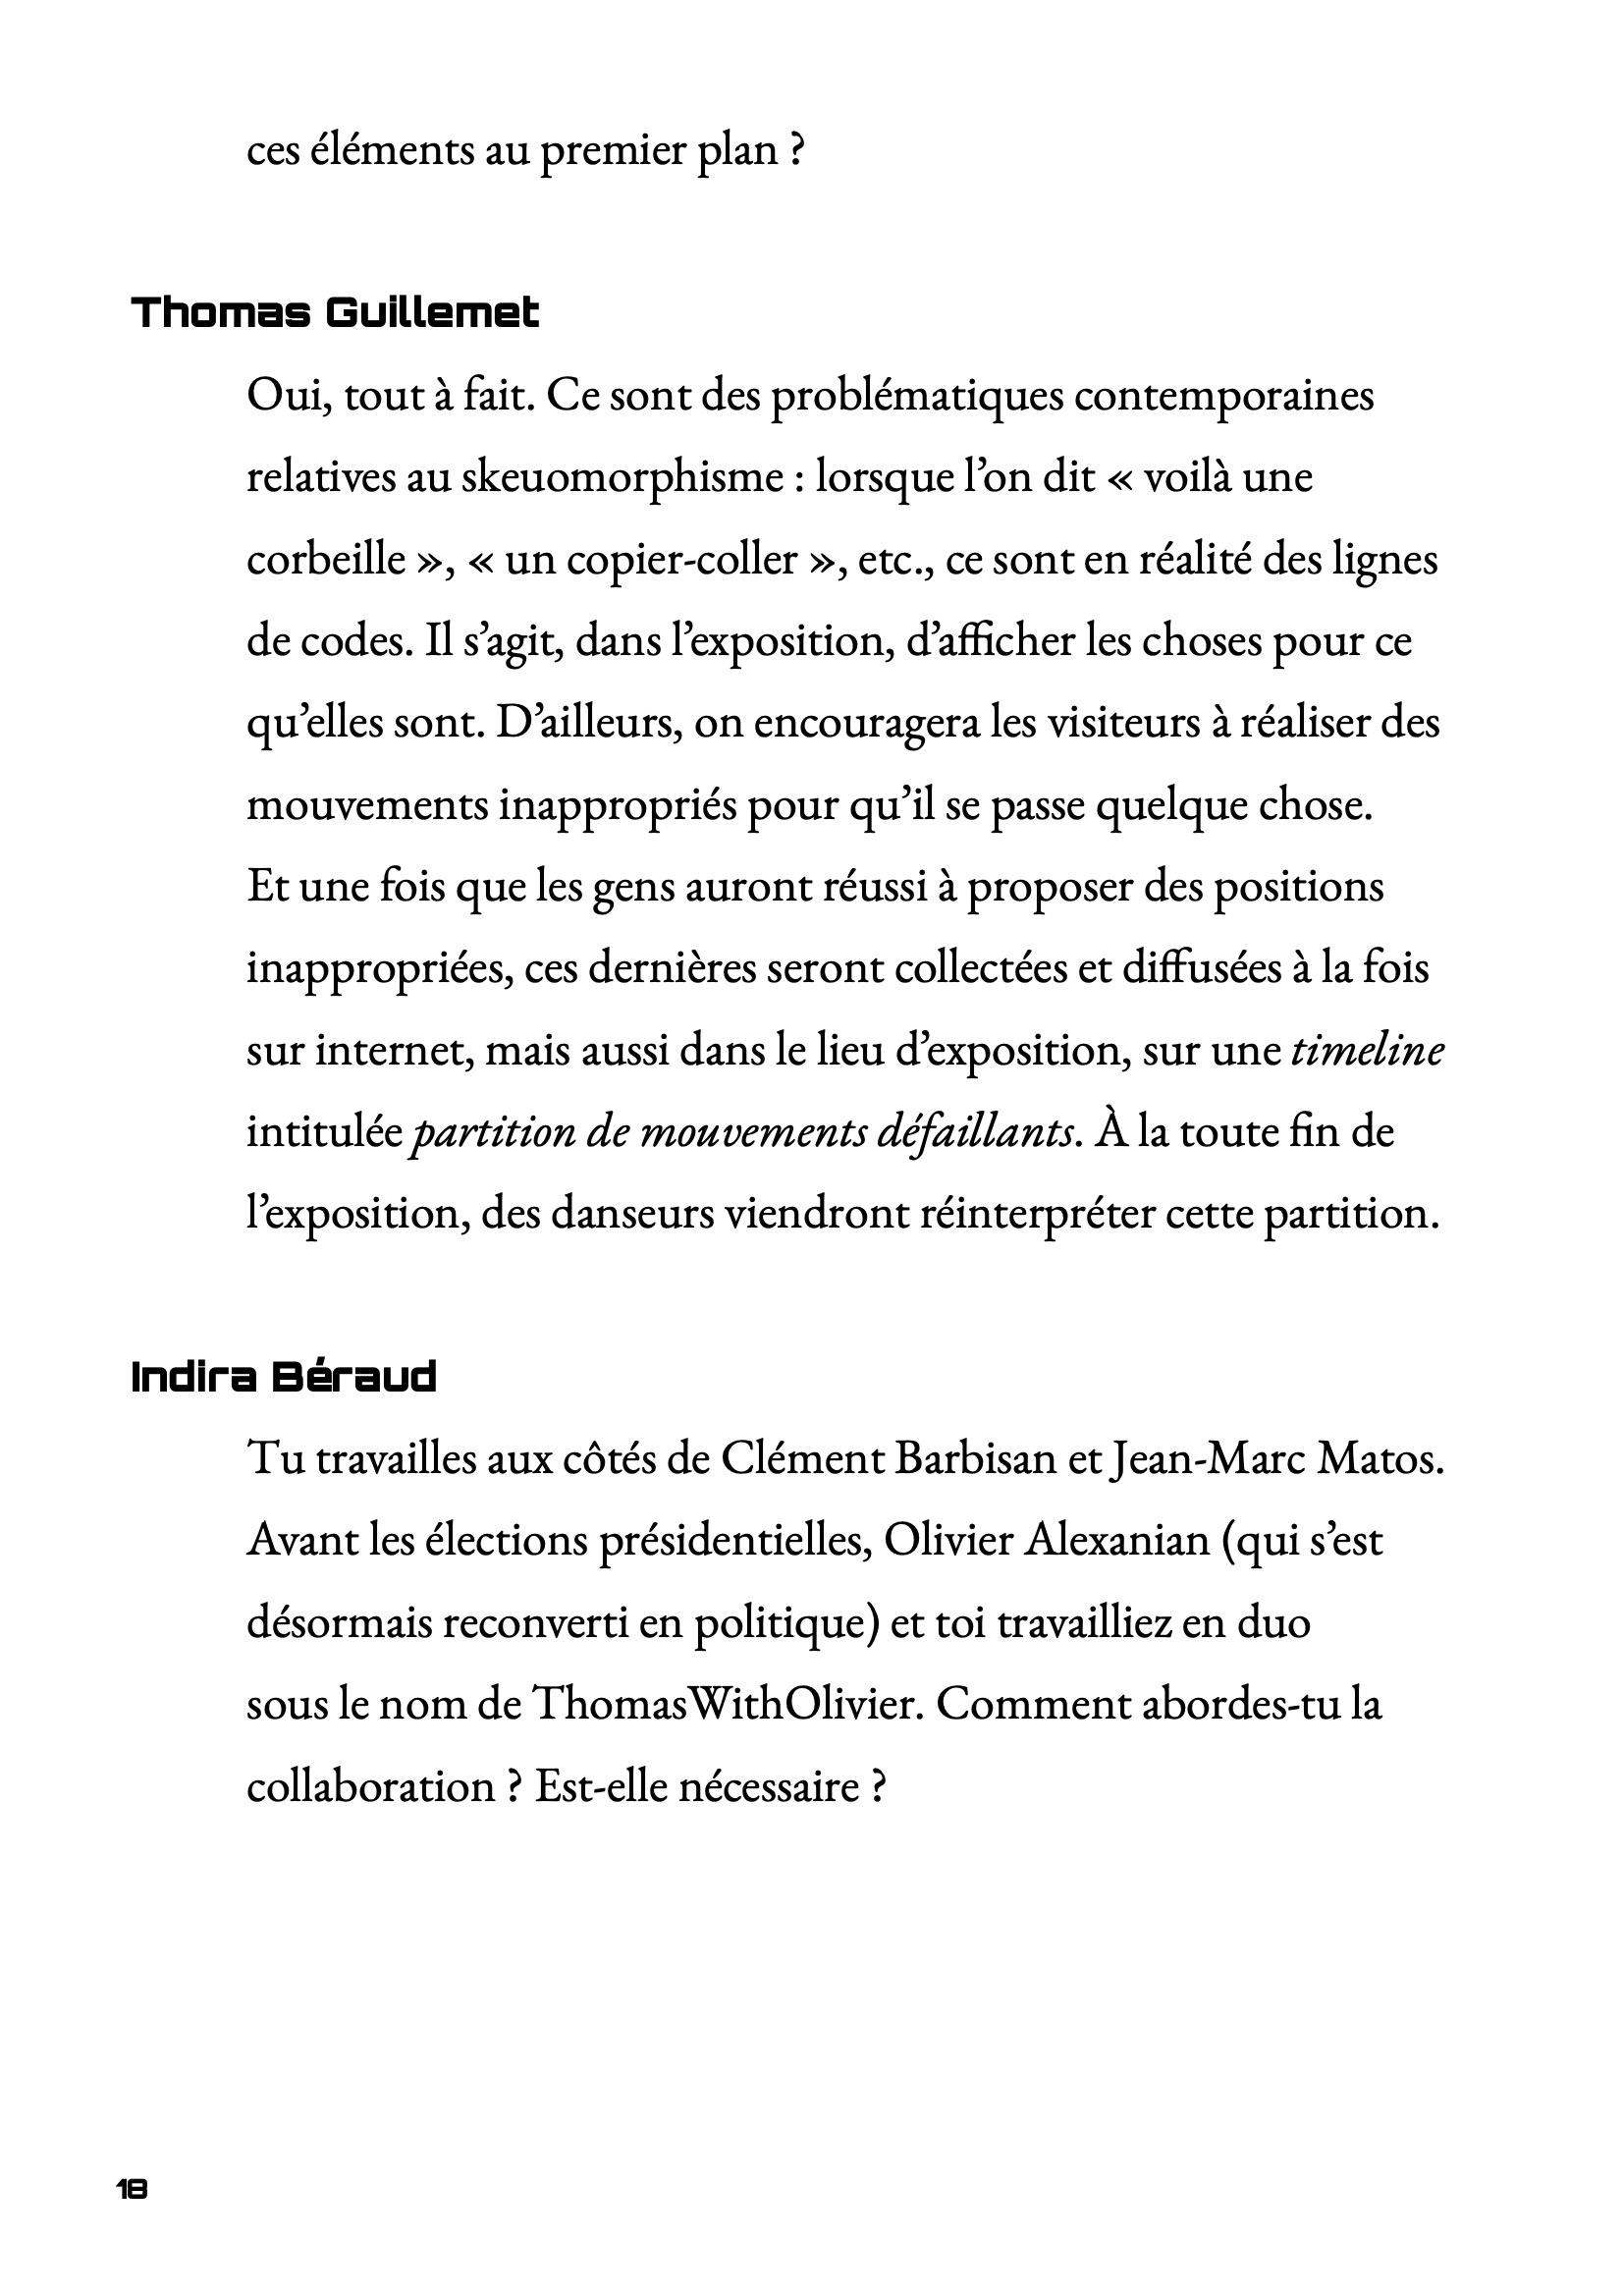 ces éléments au premier plan ?
Thomas Guillemet
Oui, tout à fait. Ce sont des problématiques contemporaines
relatives au skeuomorphisme : lorsque l’on dit « voilà une
corbeille », « un copier-coller », etc., ce sont en réalité des lignes
de codes. Il s’agit, dans l’exposition, d’afficher les choses pour ce
qu’elles sont. D’ailleurs, on encouragera les visiteurs à réaliser des
mouvements inappropriés pour qu’il se passe quelque chose.
Et une fois que les gens auront réussi à proposer des positions
inappropriées, ces dernières seront collectées et diffusées à la fois
sur internet, mais aussi dans le lieu d’exposition, sur une timeline
intitulée partition de mouvements défaillants. À la toute fin de
l’exposition, des danseurs viendront réinterpréter cette partition.
Indira Béraud
Tu travailles aux côtés de Clément Barbisan et Jean-Marc Matos.
Avant les élections présidentielles, Olivier Alexanian (qui s’est
désormais reconverti en politique) et toi travailliez en duo
sous le nom de ThomasWithOlivier. Comment abordes-tu la
collaboration ? Est-elle nécessaire ?
18